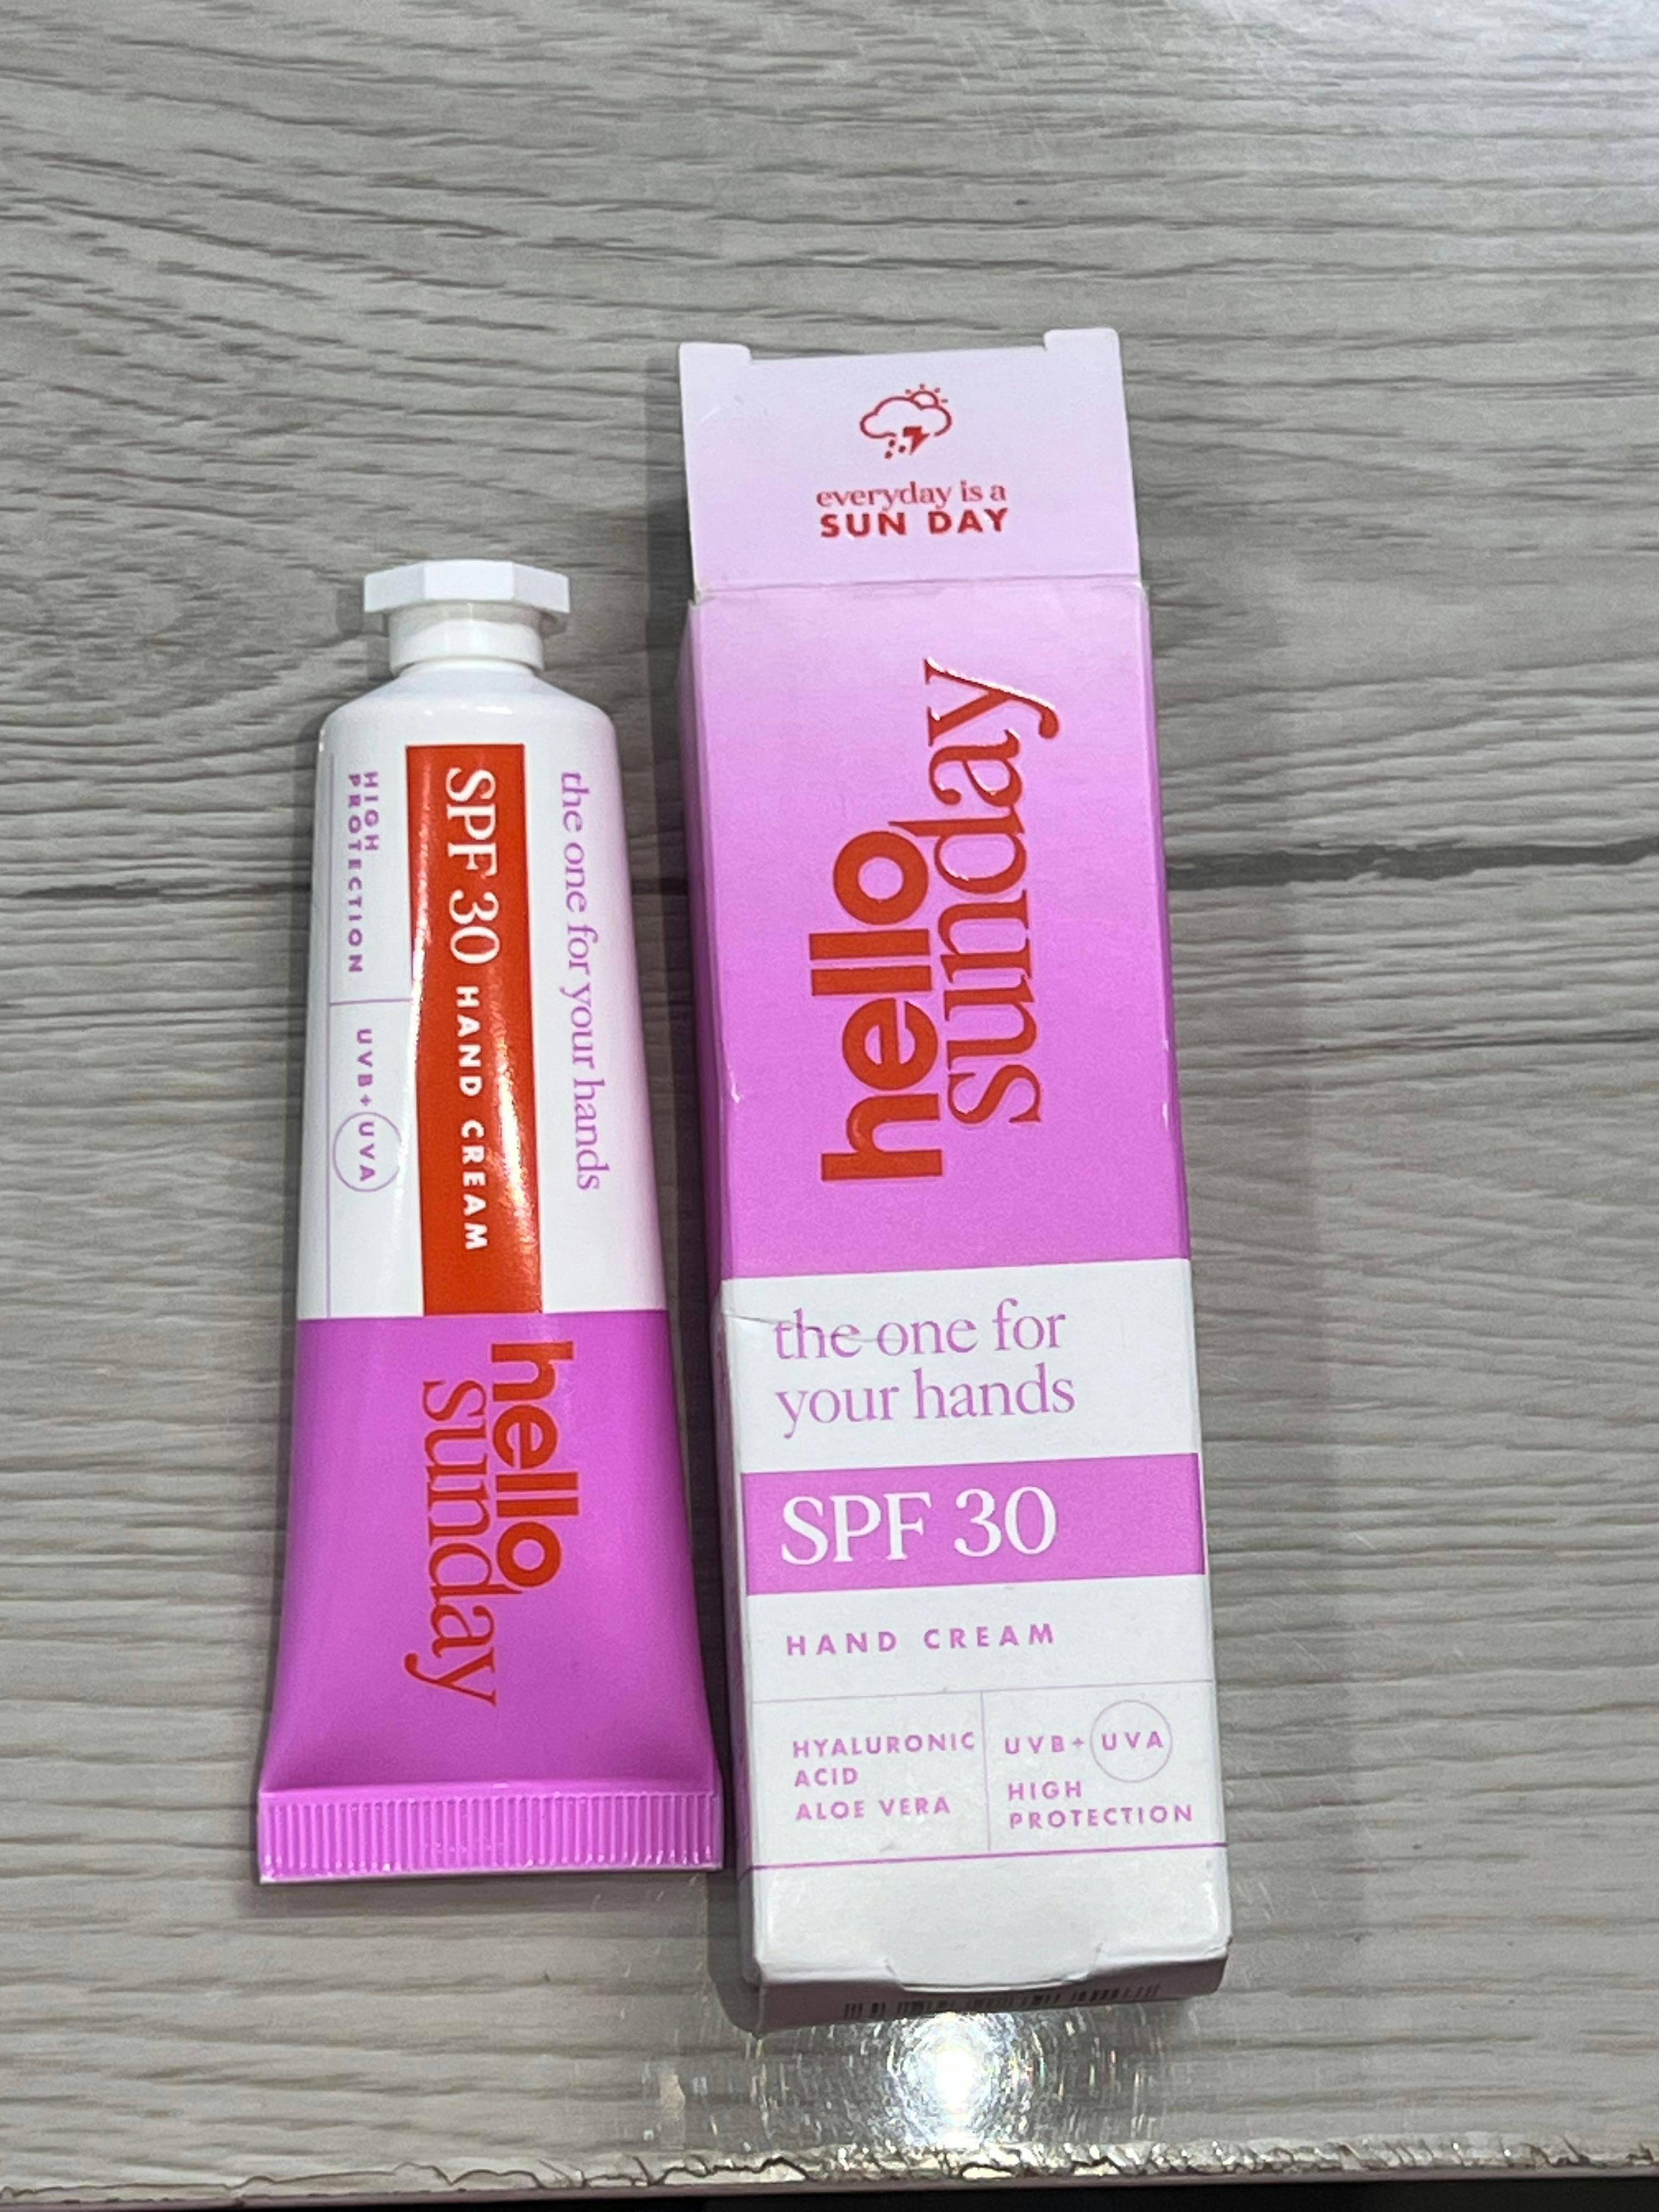 the one for your hands
SPF 30 HAND CREAM
HIGH
PROTECTION
UVB+UVA
hello
sunday
everyday is a
SUN DAY
hello
sunday
the one for
your hands
SPF 30
HAND CREAM
HYALURONIC
ACID
ALOE VERA
UVB+UVA
HIGH
PROTECTION